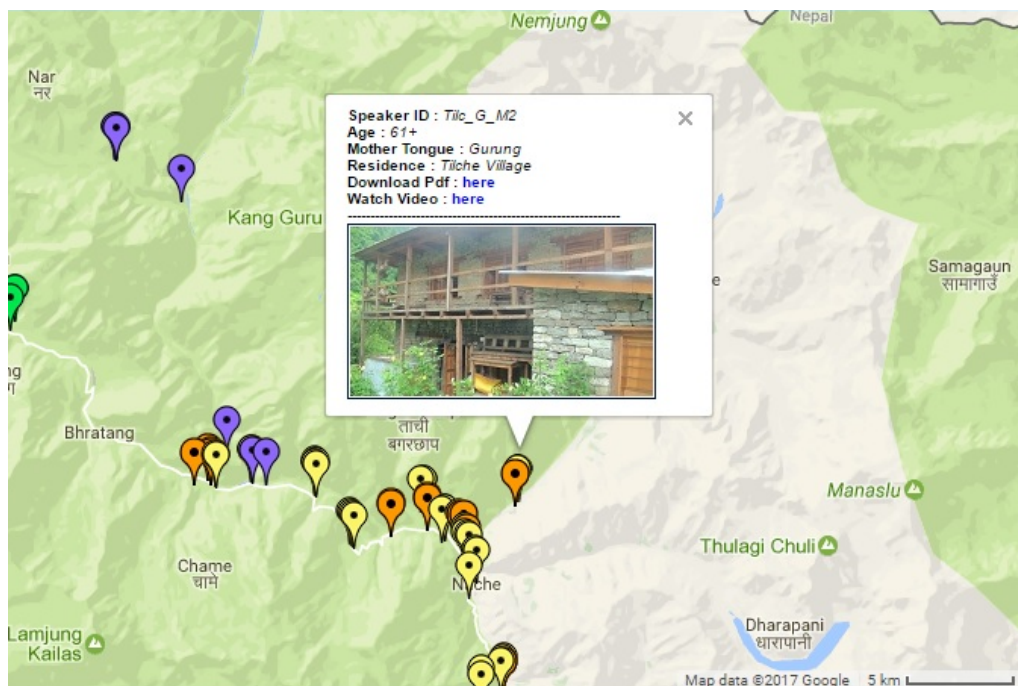 Nemjung
Nepal
Nar
नर
Speaker ID : Tilc_G_M2
Age : 61+
Mother Tongue : Gurung
Residence : Tilche Village
Download Pdf : here
Watch Video : here
Kang Guru
Samagaun
सामागाउँ
Bhratang
ताची
बगरछाप
Manaslu
Thulagi Chuli
Chame
चामे
Lamjung
Kailas
Dharapani
धारापानी
Map data ©2017 Google 5 km